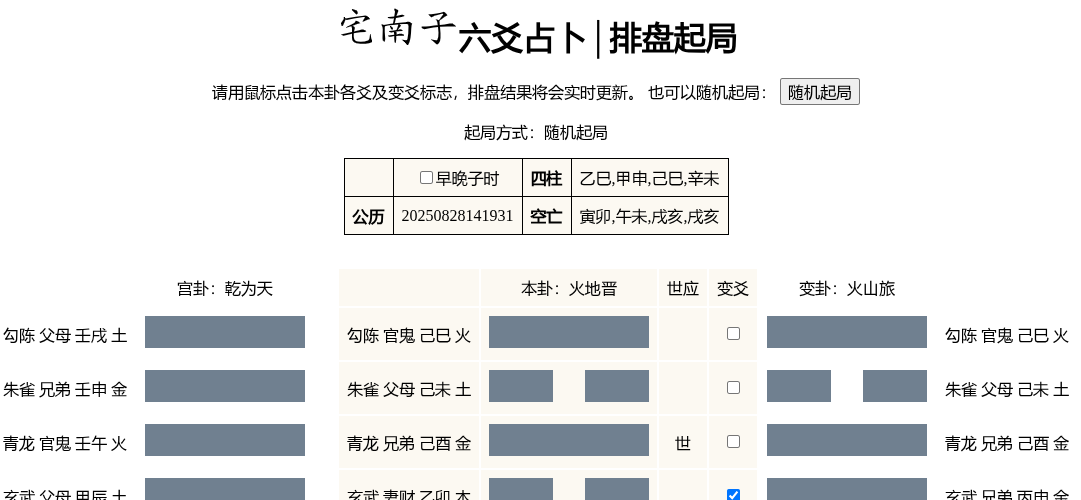 宅南子六爻占卜│排盘起局
请用鼠标点击本卦各爻及变爻标志，排盘结果将会实时更新。 也可以随机起局： 随机起局
起局方式：随机起局
早晚子时 四柱 乙巳,甲申,己巳,辛未
公历 20250828141931 空亡 寅卯,午未,戌亥,戌亥
宫卦：乾为天 本卦：火地晋 世应 变爻 变卦：火山旅
勾陈 父母 壬戌 土 勾陈 官鬼 己巳 火 勾陈 官鬼 己巳 火
朱雀 兄弟 壬申 金 朱雀 父母 己未 土 朱雀 父母 己未 土
青龙 官鬼 壬午 火 青龙 兄弟 己酉 金 世 青龙 兄弟 己酉 金
玄武 父母 甲辰 土 玄武 妻财 乙卯 木 玄武 兄弟 丙申 金